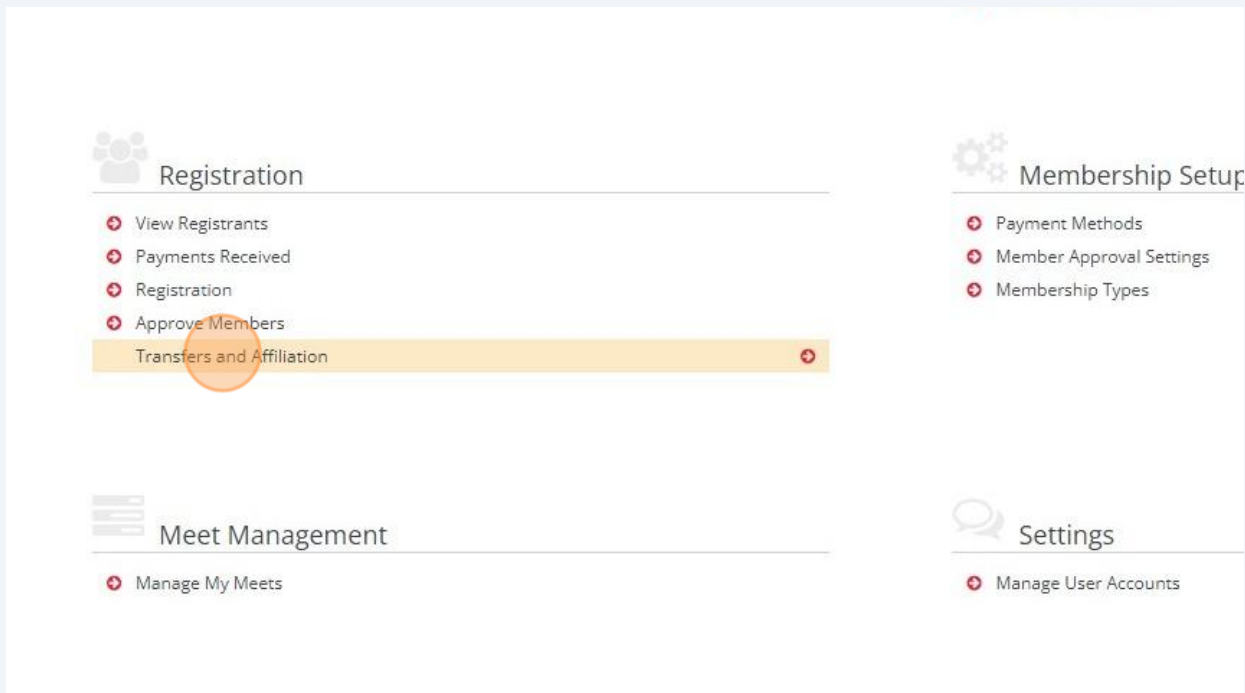 Registration
View Registrants
Payments Received
Registration
Approve Members
Transfers and Affiliation
Membership Setup
Payment Methods
Member Approval Settings
Membership Types
Meet Management
Manage My Meets
Settings
Manage User Accounts